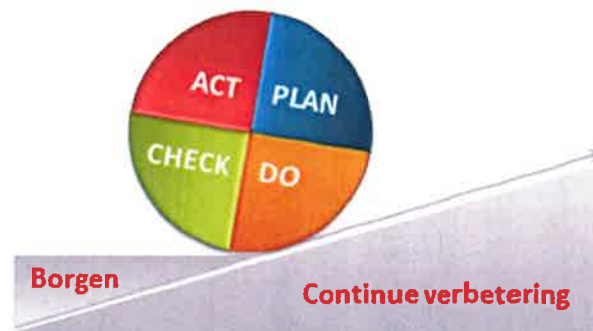 ACT
PLAN
CHECK
DO
Borgen
Continue verbetering